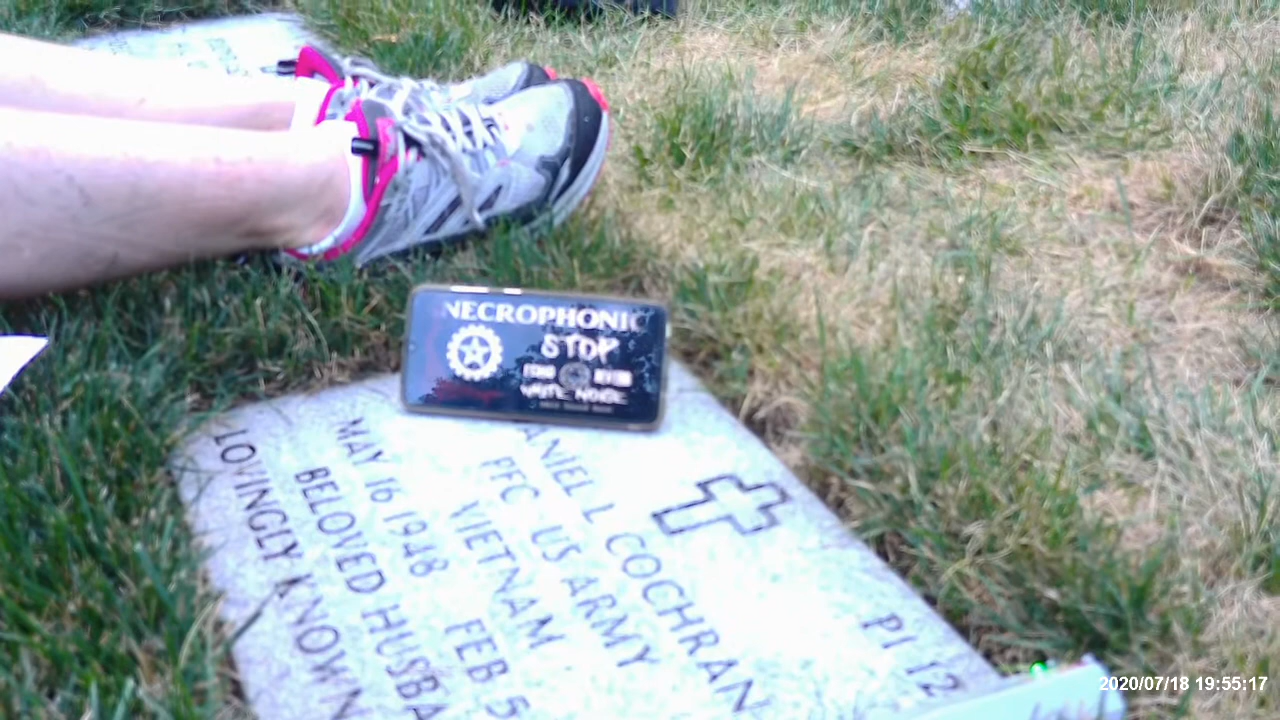 NECROPHONIC
STOP
WHITE NOISE
PI 12
ANIEL L COCHRAN
PFC US ARMY
VIETNAM
MAY 16 1948 FEB 5
BELOVED HUSBA
LOVINGLY KNOWN
2020/07/18 19:55:17